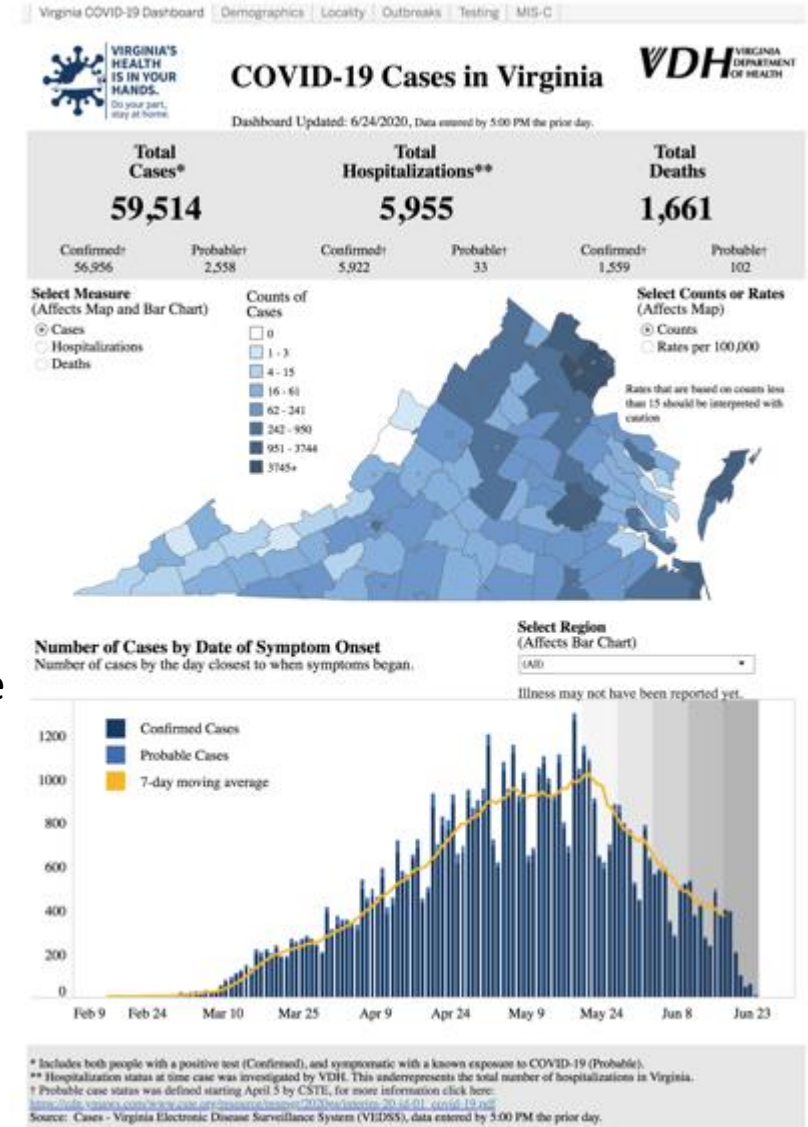 Virginia COVID-19 Dashboard Demographics Locality Outbreaks Testing MIS-C
VIRGINIA'S
HEALTH
IS IN YOUR
HANDS.
Do your part,
stay at home.
COVID-19 Cases in Virginia
VDH VIRGINIA
DEPARTMENT
OF HEALTH
Dashboard Updated: 6/24/2020, Data entered by 5:00 PM the prior day.
Total
Cases*
59,514
Confirmed† Probable†
56,956 2,558
Total
Hospitalizations**
5,955
Confirmed† Probable†
5,922 33
Total
Deaths
1,661
Confirmed† Probable†
1,559 102
Select Measure
(Affects Map and Bar Chart)
Cases
Hospitalizations
Deaths
Counts of
Cases
0
1 - 3
4 - 15
16 - 61
62 - 241
242 - 950
951 - 3744
3745+
Select Counts or Rates
(Affects Map)
Counts
Rates per 100,000
Rates that are based on counts less
than 15 should be interpreted with
caution
Number of Cases by Date of Symptom Onset
Number of cases by the day closest to when symptoms began.
Select Region
(Affects Bar Chart)
(All)
Illness may not have been reported yet.
e
Confirmed Cases
Probable Cases
7-day moving average
1200
1000
800
600
400
200
0
Feb 9 Feb 24 Mar 10 Mar 25 Apr 9 Apr 24 May 9 May 24 Jun 8 Jun 23
* Includes both people with a positive test (Confirmed), and symptomatic with a known exposure to COVID-19 (Probable).
** Hospitalization status at time case was investigated by VDH. This underrepresents the total number of hospitalizations in Virginia.
† Probable case status was defined starting April 5 by CSTE, for more information click here:
Source: Cases - Virginia Electronic Disease Surveillance System (VEDSS), data entered by 5:00 PM the prior day.